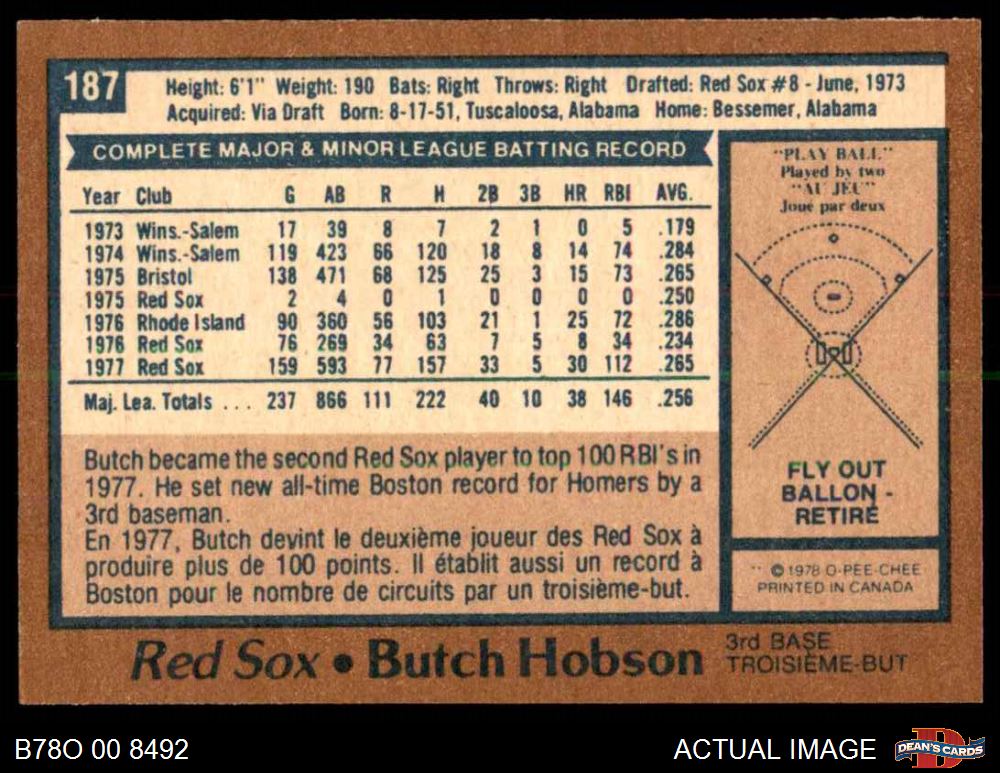 187
Height: 6'1" Weight: 190 Bats: Right Throws: Right Drafted: Red Sox #8 - June, 1973
Acquired: Via Draft Born: 8-17-51, Tuscaloosa, Alabama Home: Bessemer, Alabama
COMPLETE MAJOR & MINOR LEAGUE BATTING RECORD
Year Club G AB R H 2B 3B HR RBI AVG.
1973 Wins.-Salem 17 39 8 7 2 1 0 5 .179
1974 Wins.-Salem 119 423 66 120 18 8 14 74 .284
1975 Bristol 138 471 68 125 25 3 15 73 .265
1975 Red Sox 2 4 0 1 0 0 0 0 .250
1976 Rhode Island 90 360 56 103 21 1 25 72 .286
1976 Red Sox 76 269 34 63 7 5 8 34 .234
1977 Red Sox 159 593 77 157 33 5 30 112 .265
Maj. Lea. Totals ... 237 866 111 222 40 10 38 146 .256
Butch became the second Red Sox player to top 100 RBI's in
1977. He set new all-time Boston record for Homers by a
3rd baseman.
En 1977, Butch devint le deuxième joueur des Red Sox à
produire plus de 100 points. Il établit aussi un record à
Boston pour le nombre de circuits par un troisième-but.
"PLAY BALL"
Played by two
"AU JEU"
Joue par deux
FLY OUT
BALLON -
RETIRÉ
** © 1978 O-PEE-CHEE
PRINTED IN CANADA
Red Sox • Butch Hobson
3rd BASE
TROISIÈME-BUT
B78O 00 8492
ACTUAL IMAGE
D
DEAN'S CARDS